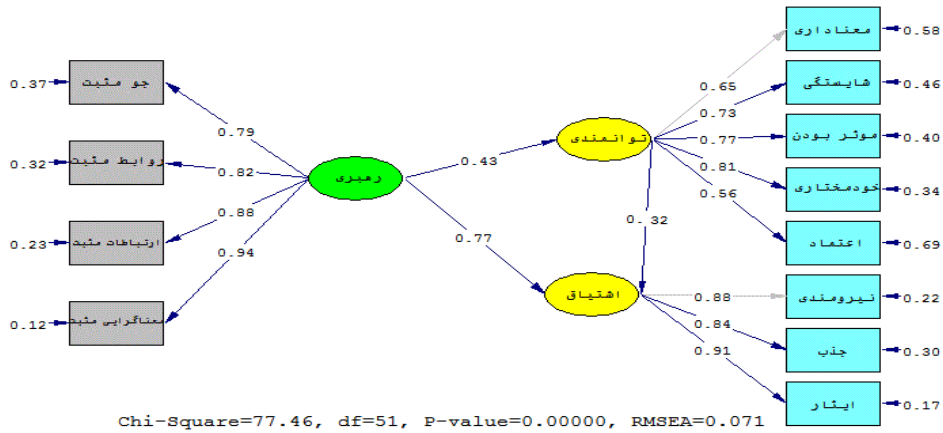 معناداری
0.58
0.37
جو مثبت
0.65
شایستگی
0.46
0.79
0.73
توانمندی
موثر بودن
0.40
0.32
روابط مثبت
0.43
0.77
0.82
رهبری
0.81
خودمختاری
0.34
0.56
0.88
0.32
0.23
ارتباطات مثبت
0.77
اعتماد
0.69
0.94
اشتیاق
0.88
نیرومندی
0.22
0.12
معناگرایی مثبت
0.84
0.91
جذب
0.30
ایثار
0.17
Chi-Square=77.46, df=51, P-value=0.00000, RMSEA=0.071